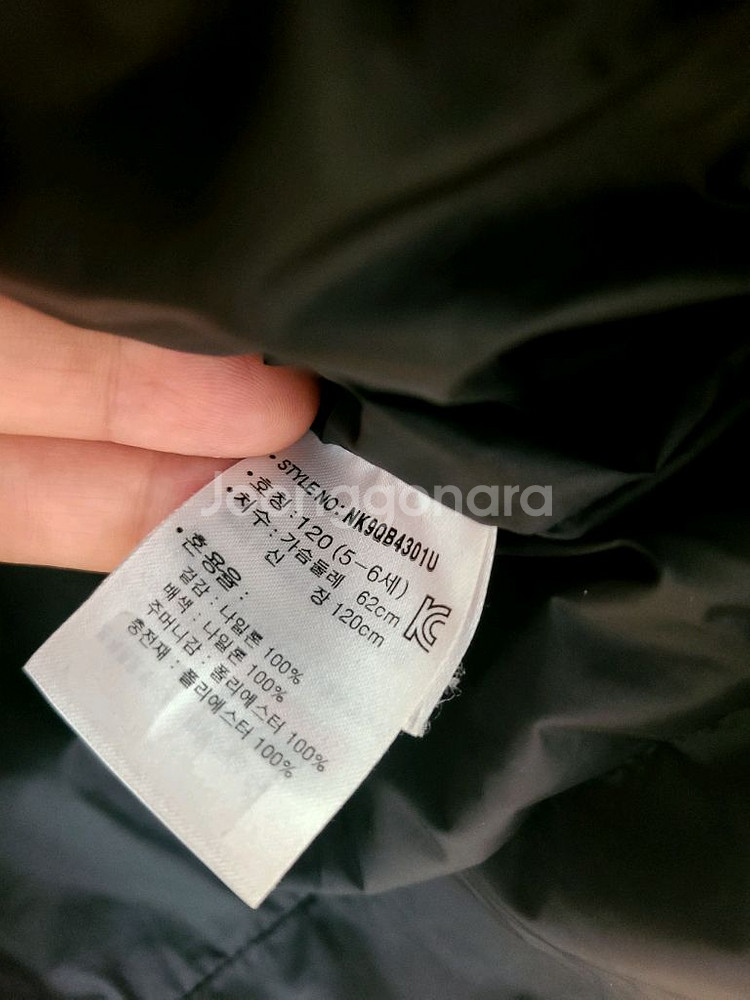 • STYLE NO: NK9QB4301U
• 호칭 : 120 (5-6세)
• 치수 : 가슴둘레 62cm
신 장 120cm
• 혼용율 :
겉감 : 나일론 100%
배색 : 나일론 100%
주머니감 : 폴리에스터 100%
충전재 : 폴리에스터 100%
KC
Joonggonara